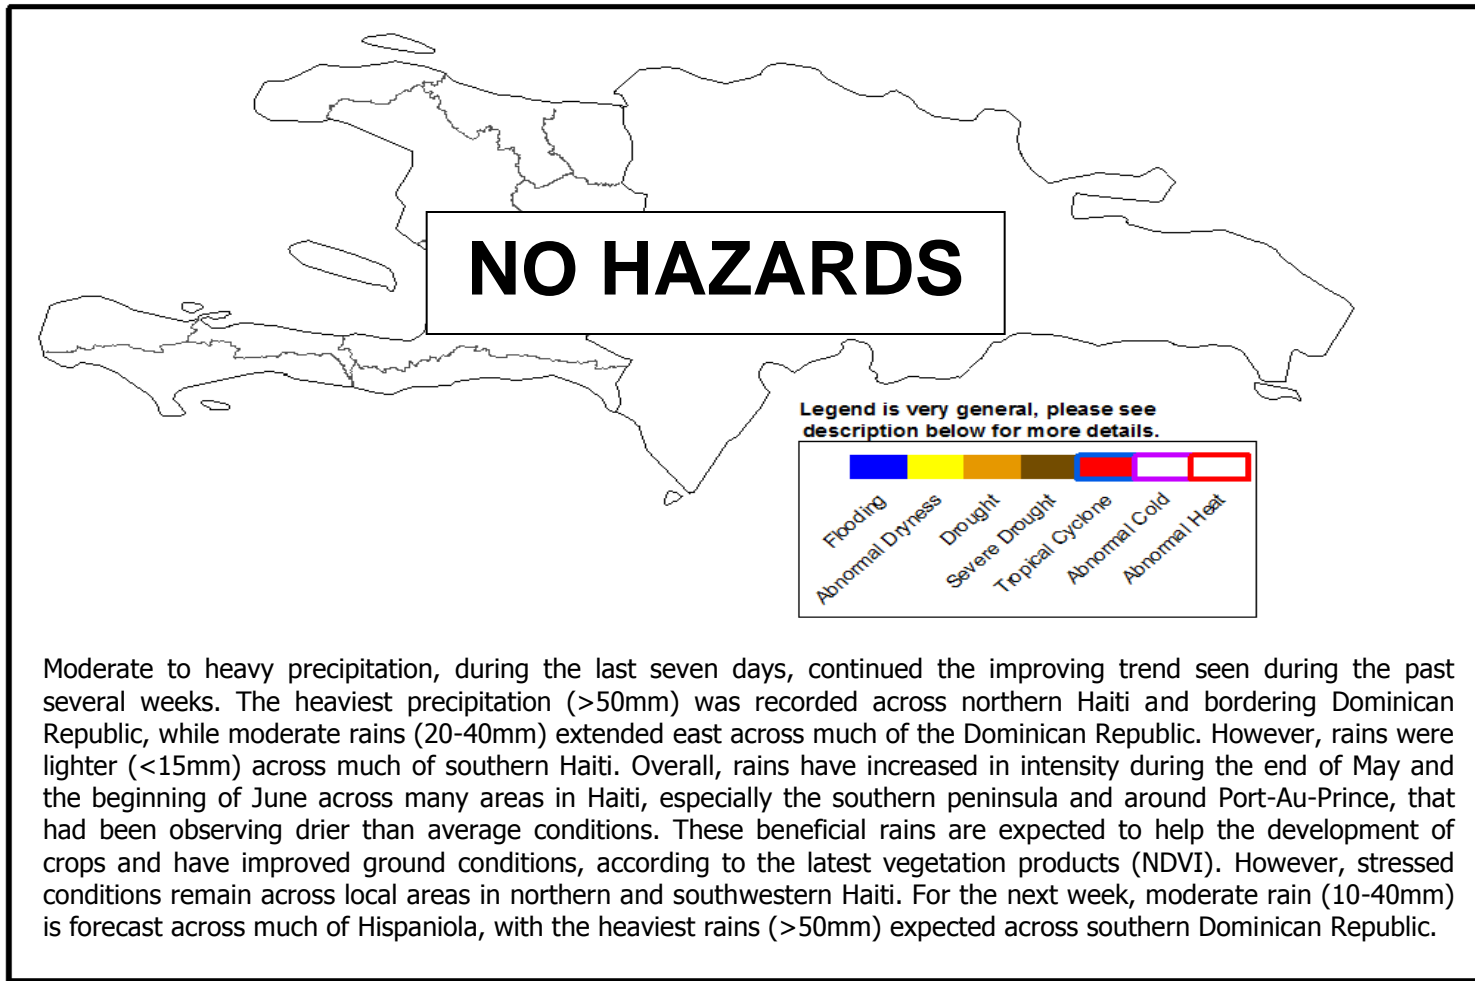 NO HAZARDS
Legend is very general, please see
description below for more details.
Flooding
Abnormal Dryness
Drought
Severe Drought
Tropical Cyclone
Abnormal Cold
Abnormal Heat
Moderate to heavy precipitation, during the last seven days, continued the improving trend seen during the past
several weeks. The heaviest precipitation (>50mm) was recorded across northern Haiti and bordering Dominican
Republic, while moderate rains (20-40mm) extended east across much of the Dominican Republic. However, rains were
lighter (<15mm) across much of southern Haiti. Overall, rains have increased in intensity during the end of May and
the beginning of June across many areas in Haiti, especially the southern peninsula and around Port-Au-Prince, that
had been observing drier than average conditions. These beneficial rains are expected to help the development of
crops and have improved ground conditions, according to the latest vegetation products (NDVI). However, stressed
conditions remain across local areas in northern and southwestern Haiti. For the next week, moderate rain (10-40mm)
is forecast across much of Hispaniola, with the heaviest rains (>50mm) expected across southern Dominican Republic.